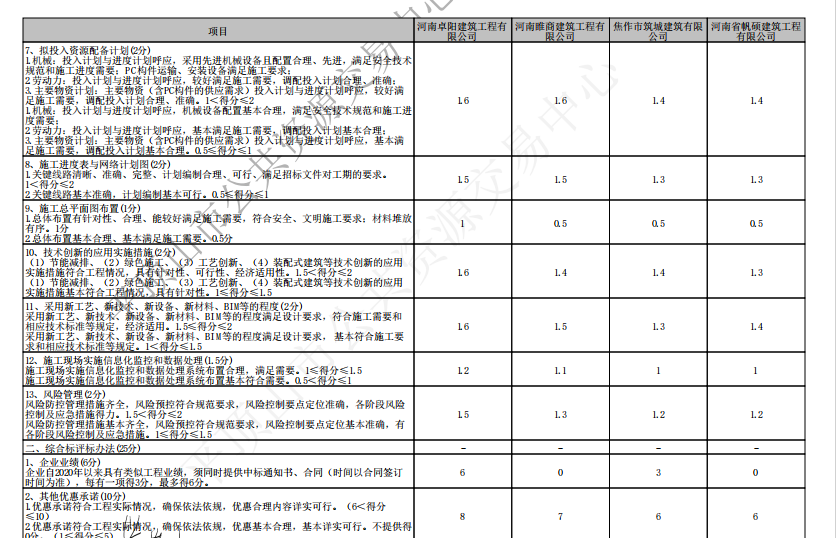 项目
河南卓阳建筑工程有
限公司
河南睢商建筑工程有
限公司
焦作市筑城建筑有限
公司
河南省帆硕建筑工程
有限公司
7、拟投入资源配备计划(2分)
1.机械：投入计划与进度计划呼应，采用先进机械设备且配置合理、先进，满足安全技术
规范和施工进度需要；PC构件运输、安装设备满足施工要求；
2.劳动力：投入计划与进度计划呼应，较好满足施工需要，调配投入计划合理、准确；
3.主要物资计划：主要物资（含PC构件的供应需求）投入计划与进度计划呼应，较好满
足施工需要，调配投入计划合理、准确。1＜得分≤2
1.机械：投入计划与进度计划呼应，机械设备配置基本合理，满足安全技术规范和施工进
度需要；
2.劳动力：投入计划与进度计划呼应，基本满足施工需要，调配投入计划基本合理；
3.主要物资计划：主要物资（含PC构件的供应需求）投入计划与进度计划呼应，基本满
足施工需要，调配投入计划基本合理。0.5≤得分≤1
1.6
1.6
1.4
1.4
8、施工进度表与网络计划图(2分)
1.关键线路清晰、准确、完整，计划编制合理、可行、满足招标文件对工期的要求。
1＜得分≤2
2.关键线路基本准确，计划编制基本可行。0.5≤得分≤1
1.5
1.5
1.3
1.3
9、施工总平面图布置(1分)
1.总体布置有针对性、合理、能较好满足施工需要，符合安全、文明施工要求；材料堆放
有序。1分
2.总体布置基本合理、基本满足施工需要。0.5分
1
0.5
0.5
0.5
10、技术创新的应用实施措施(2分)
（1）节能减排、（2）绿色施工、（3）工艺创新、（4）装配式建筑等技术创新的应用
实施措施符合工程情况，具有针对性、可行性、经济适用性。1.5＜得分≤2
（1）节能减排、（2）绿色施工、（3）工艺创新、（4）装配式建筑等技术创新的应用
实施措施基本符合工程情况，具有针对性。1≤得分≤1.5
1.6
1.4
1.4
1.3
11、采用新工艺、新技术、新设备、新材料、BIM等的程度(2分)
采用新工艺、新技术、新设备、新材料、BIM等的程度满足设计要求，符合施工需要和
相应技术标准等规定，经济适用。1.5≤得分≤2
采用新工艺、新技术、新设备、新材料、BIM等的程度满足设计要求， 基本符合施工要
求和相应技术标准等规定。1＜得分≤1.5
1.6
1.5
1.3
1.4
12、施工现场实施信息化监控和数据处理(1.5分)
施工现场实施信息化监控和数据处理系统布置合理，满足需要。1＜得分≤1.5
施工现场实施信息化监控和数据处理系统布置基本符合需要。0.5＜得分≤1
1.2
1.1
1
1
13、风险管理(2分)
风险防控管理措施齐全，风险预控符合规范要求，风险控制要点定位准确，各阶段风险
控制及应急措施得力。1.5＜得分≤2
风险防控管理措施基本齐全，风险预控符合规范要求，风险控制要点定位基本准确，有
各阶段风险控制及应急措施。1≤得分≤1.5
1.5
1.3
1.2
1.2
二、综合标评标办法(25分)
-
-
-
-
1、企业业绩(6分)
企业自2020年以来具有类似工程业绩，须同时提供中标通知书、合同（时间以合同签订
时间为准），每有一项得3分，最多得6分。
6
0
3
0
2、其他优惠承诺(10分)
1.优惠承诺符合工程实际情况，确保依法依规，优惠合理内容详实可行。（6＜得分
≤10）
2.优惠承诺符合工程实际情况，确保依法依规，优惠基本合理，基本详实可行。不提供得
0分。（1≤得分≤5）
8
7
6
6